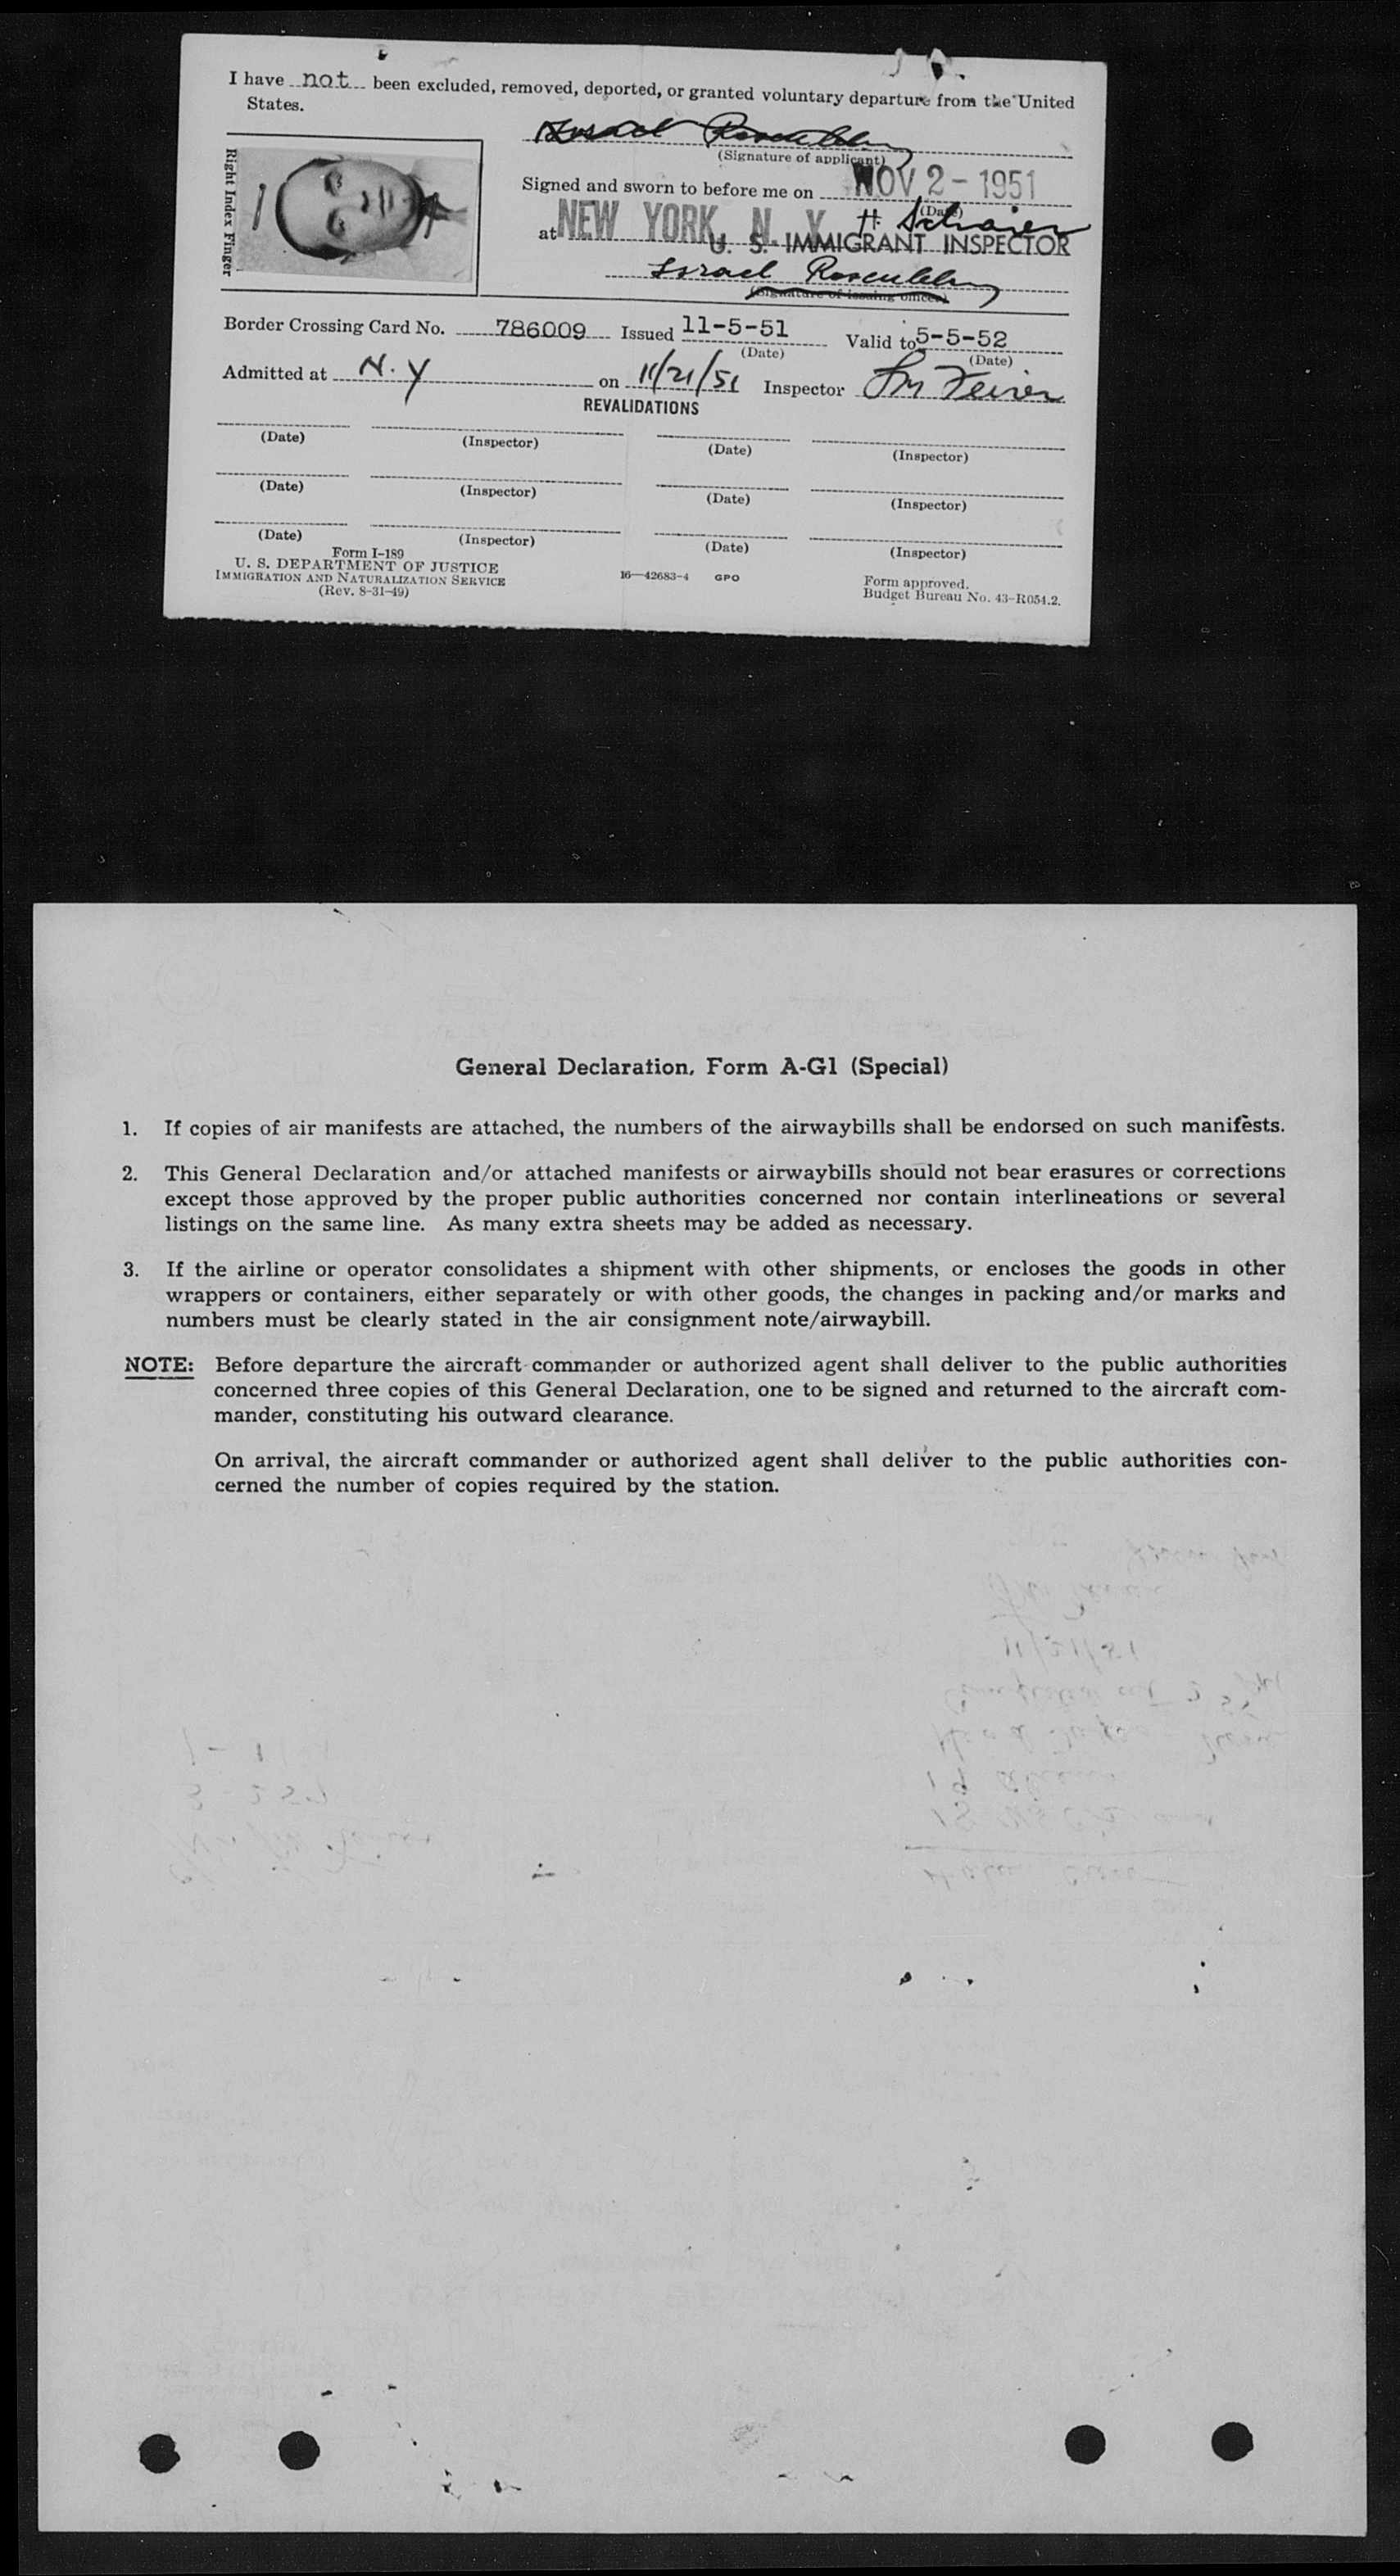 I have not been excluded, removed, deported, or granted voluntary departure from the United
States.
Israel Rosenberg
(Signature of applicant)
Right Index Finger
Signed and sworn to before me on NOV 2 - 1951
(Date)
at NEW YORK, N. Y. H.
U. S. IMMIGRANT INSPECTOR
Israel Rosenberg
(Signature of issuing officer)
Border Crossing Card No. 786009 Issued 11-5-51 Valid to 5-5-52
(Date) (Date)
Admitted at N.Y on 11/21/51 Inspector
REVALIDATIONS
(Date) (Inspector) (Date) (Inspector)
(Date) (Inspector) (Date) (Inspector)
(Date) (Inspector) (Date) (Inspector)
Form I-189
U. S. DEPARTMENT OF JUSTICE
IMMIGRATION AND NATURALIZATION SERVICE
(Rev. 8-31-49)
16—42683-4 GPO
Form approved.
Budget Bureau No. 43-R054.2.
General Declaration, Form A-G1 (Special)
1. If copies of air manifests are attached, the numbers of the airwaybills shall be endorsed on such manifests.
2. This General Declaration and/or attached manifests or airwaybills should not bear erasures or corrections
except those approved by the proper public authorities concerned nor contain interlineations or several
listings on the same line. As many extra sheets may be added as necessary.
3. If the airline or operator consolidates a shipment with other shipments, or encloses the goods in other
wrappers or containers, either separately or with other goods, the changes in packing and/or marks and
numbers must be clearly stated in the air consignment note/airwaybill.
NOTE: Before departure the aircraft commander or authorized agent shall deliver to the public authorities
concerned three copies of this General Declaration, one to be signed and returned to the aircraft com-
mander, constituting his outward clearance.
On arrival, the aircraft commander or authorized agent shall deliver to the public authorities con-
cerned the number of copies required by the station.